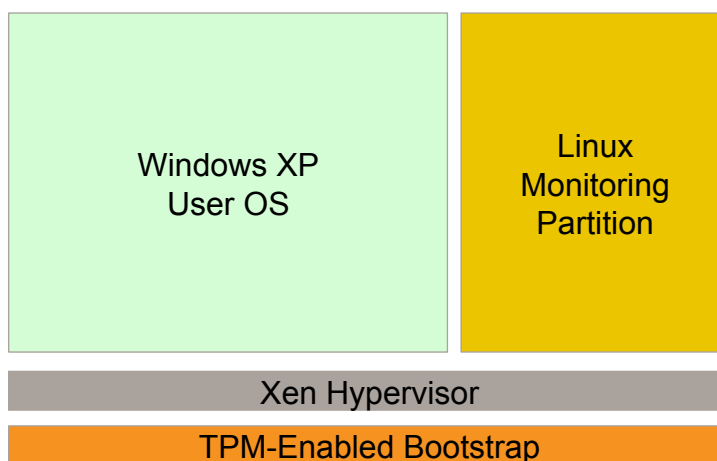 Windows XP
User OS
Linux
Monitoring
Partition
Xen Hypervisor
TPM-Enabled Bootstrap